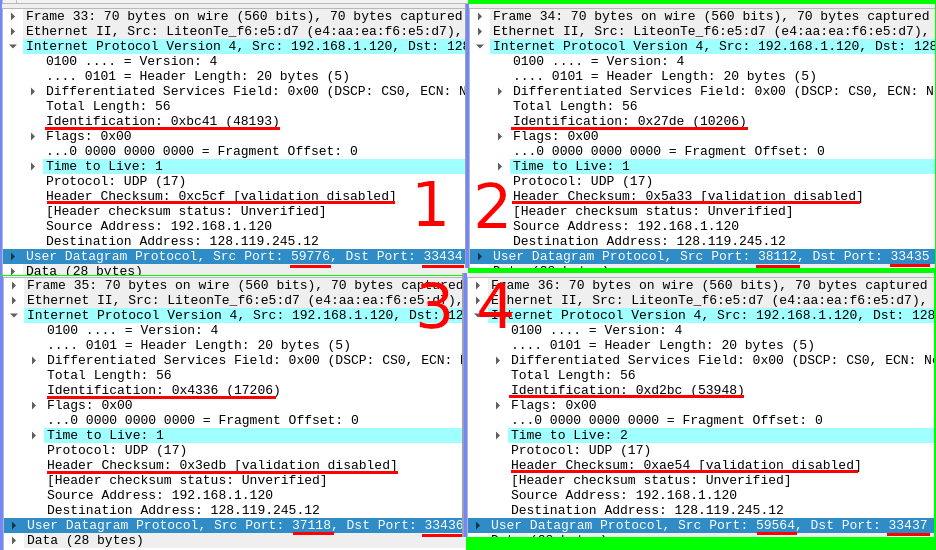 Frame 33: 70 bytes on wire (560 bits), 70 bytes captured
Ethernet II, Src: LiteonTe_f6:e5:d7 (e4:aa:ea:f6:e5:d7),
Internet Protocol Version 4, Src: 192.168.1.120, Dst: 128
0100 .... = Version: 4
.... 0101 = Header Length: 20 bytes (5)
Differentiated Services Field: 0x00 (DSCP: CS0, ECN: N
Total Length: 56
Identification: 0xbc41 (48193)
Flags: 0x00
...0 0000 0000 0000 = Fragment Offset: 0
Time to Live: 1
Protocol: UDP (17)
Header Checksum: 0xc5cf [validation disabled]
[Header checksum status: Unverified]
Source Address: 192.168.1.120
Destination Address: 128.119.245.12
User Datagram Protocol, Src Port: 59776, Dst Port: 33434
Data (28 bytes)
1
Frame 34: 70 bytes on wire (560 bits), 70 bytes captured
Ethernet II, Src: LiteonTe_f6:e5:d7 (e4:aa:ea:f6:e5:d7),
Internet Protocol Version 4, Src: 192.168.1.120, Dst: 128
0100 .... = Version: 4
.... 0101 = Header Length: 20 bytes (5)
Differentiated Services Field: 0x00 (DSCP: CS0, ECN: No
Total Length: 56
Identification: 0x27de (10206)
Flags: 0x00
...0 0000 0000 0000 = Fragment Offset: 0
Time to Live: 1
Protocol: UDP (17)
Header Checksum: 0x5a33 [validation disabled]
[Header checksum status: Unverified]
Source Address: 192.168.1.120
Destination Address: 128.119.245.12
User Datagram Protocol, Src Port: 38112, Dst Port: 33435
2
Frame 35: 70 bytes on wire (560 bits), 70 bytes captured
Ethernet II, Src: LiteonTe_f6:e5:d7 (e4:aa:ea:f6:e5:d7),
Internet Protocol Version 4, Src: 192.168.1.120, Dst: 12
0100 .... = Version: 4
.... 0101 = Header Length: 20 bytes (5)
Differentiated Services Field: 0x00 (DSCP: CS0, ECN:
Total Length: 56
Identification: 0x4336 (17206)
Flags: 0x00
...0 0000 0000 0000 = Fragment Offset: 0
Time to Live: 1
Protocol: UDP (17)
Header Checksum: 0x3edb [validation disabled]
[Header checksum status: Unverified]
Source Address: 192.168.1.120
Destination Address: 128.119.245.12
User Datagram Protocol, Src Port: 37118, Dst Port: 33436
Data (28 bytes)
3
Frame 36: 70 bytes on wire (560 bits), 70 bytes captured
Ethernet II, Src: LiteonTe_f6:e5:d7 (e4:aa:ea:f6:e5:d7),
Internet Protocol Version 4, Src: 192.168.1.120, Dst: 128
0100 .... = Version: 4
.... 0101 = Header Length: 20 bytes (5)
Differentiated Services Field: 0x00 (DSCP: CS0, ECN: No
Total Length: 56
Identification: 0xd2bc (53948)
Flags: 0x00
...0 0000 0000 0000 = Fragment Offset: 0
Time to Live: 2
Protocol: UDP (17)
Header Checksum: 0xae54 [validation disabled]
[Header checksum status: Unverified]
Source Address: 192.168.1.120
Destination Address: 128.119.245.12
User Datagram Protocol, Src Port: 59564, Dst Port: 33437
4